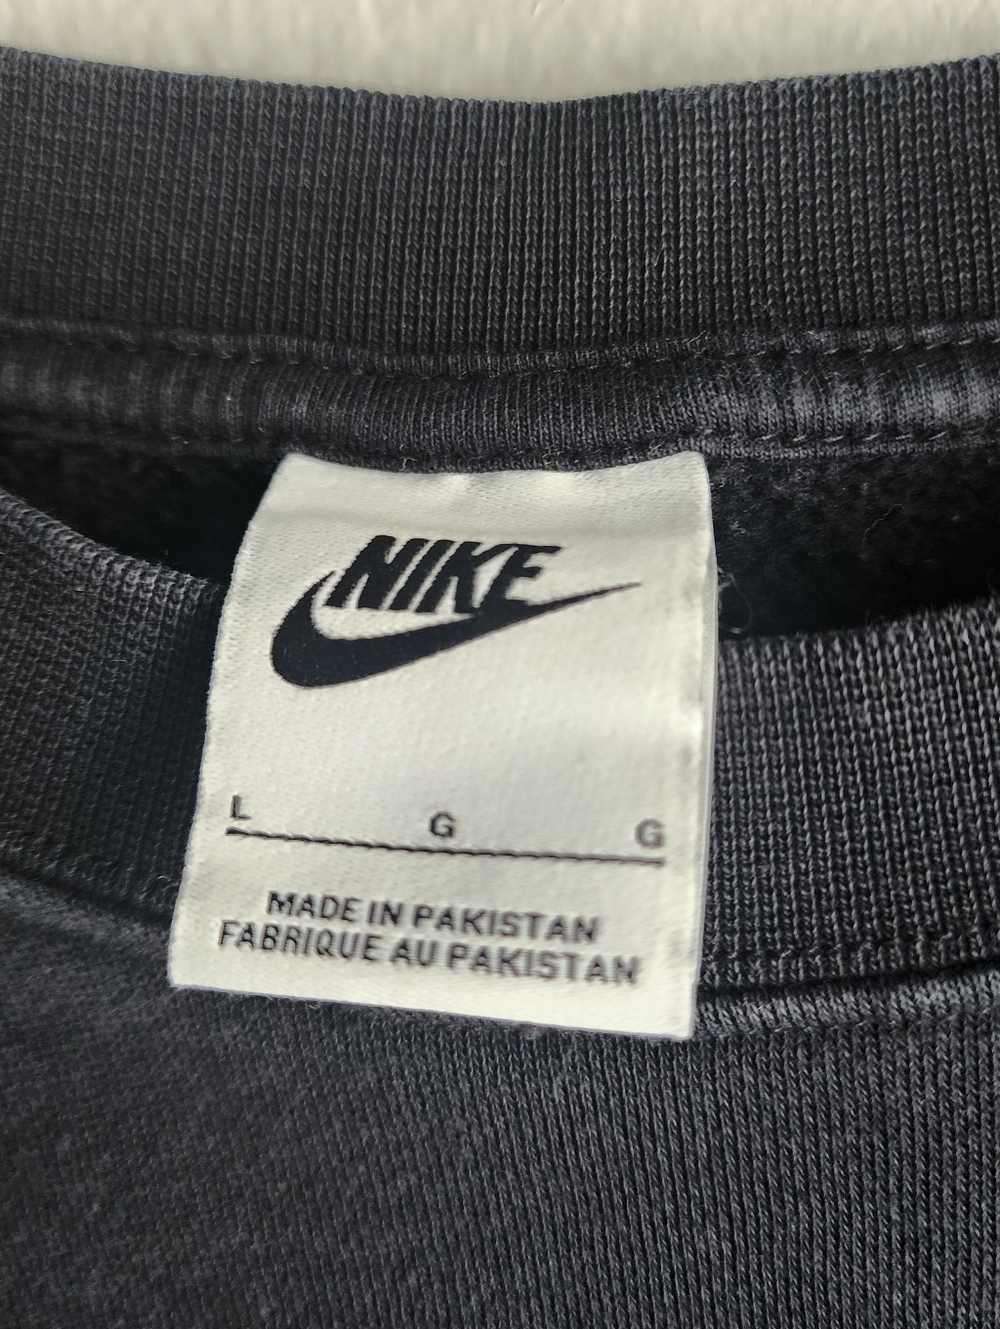 NIKE
L G G
MADE IN PAKISTAN
FABRIQUE AU PAKISTAN